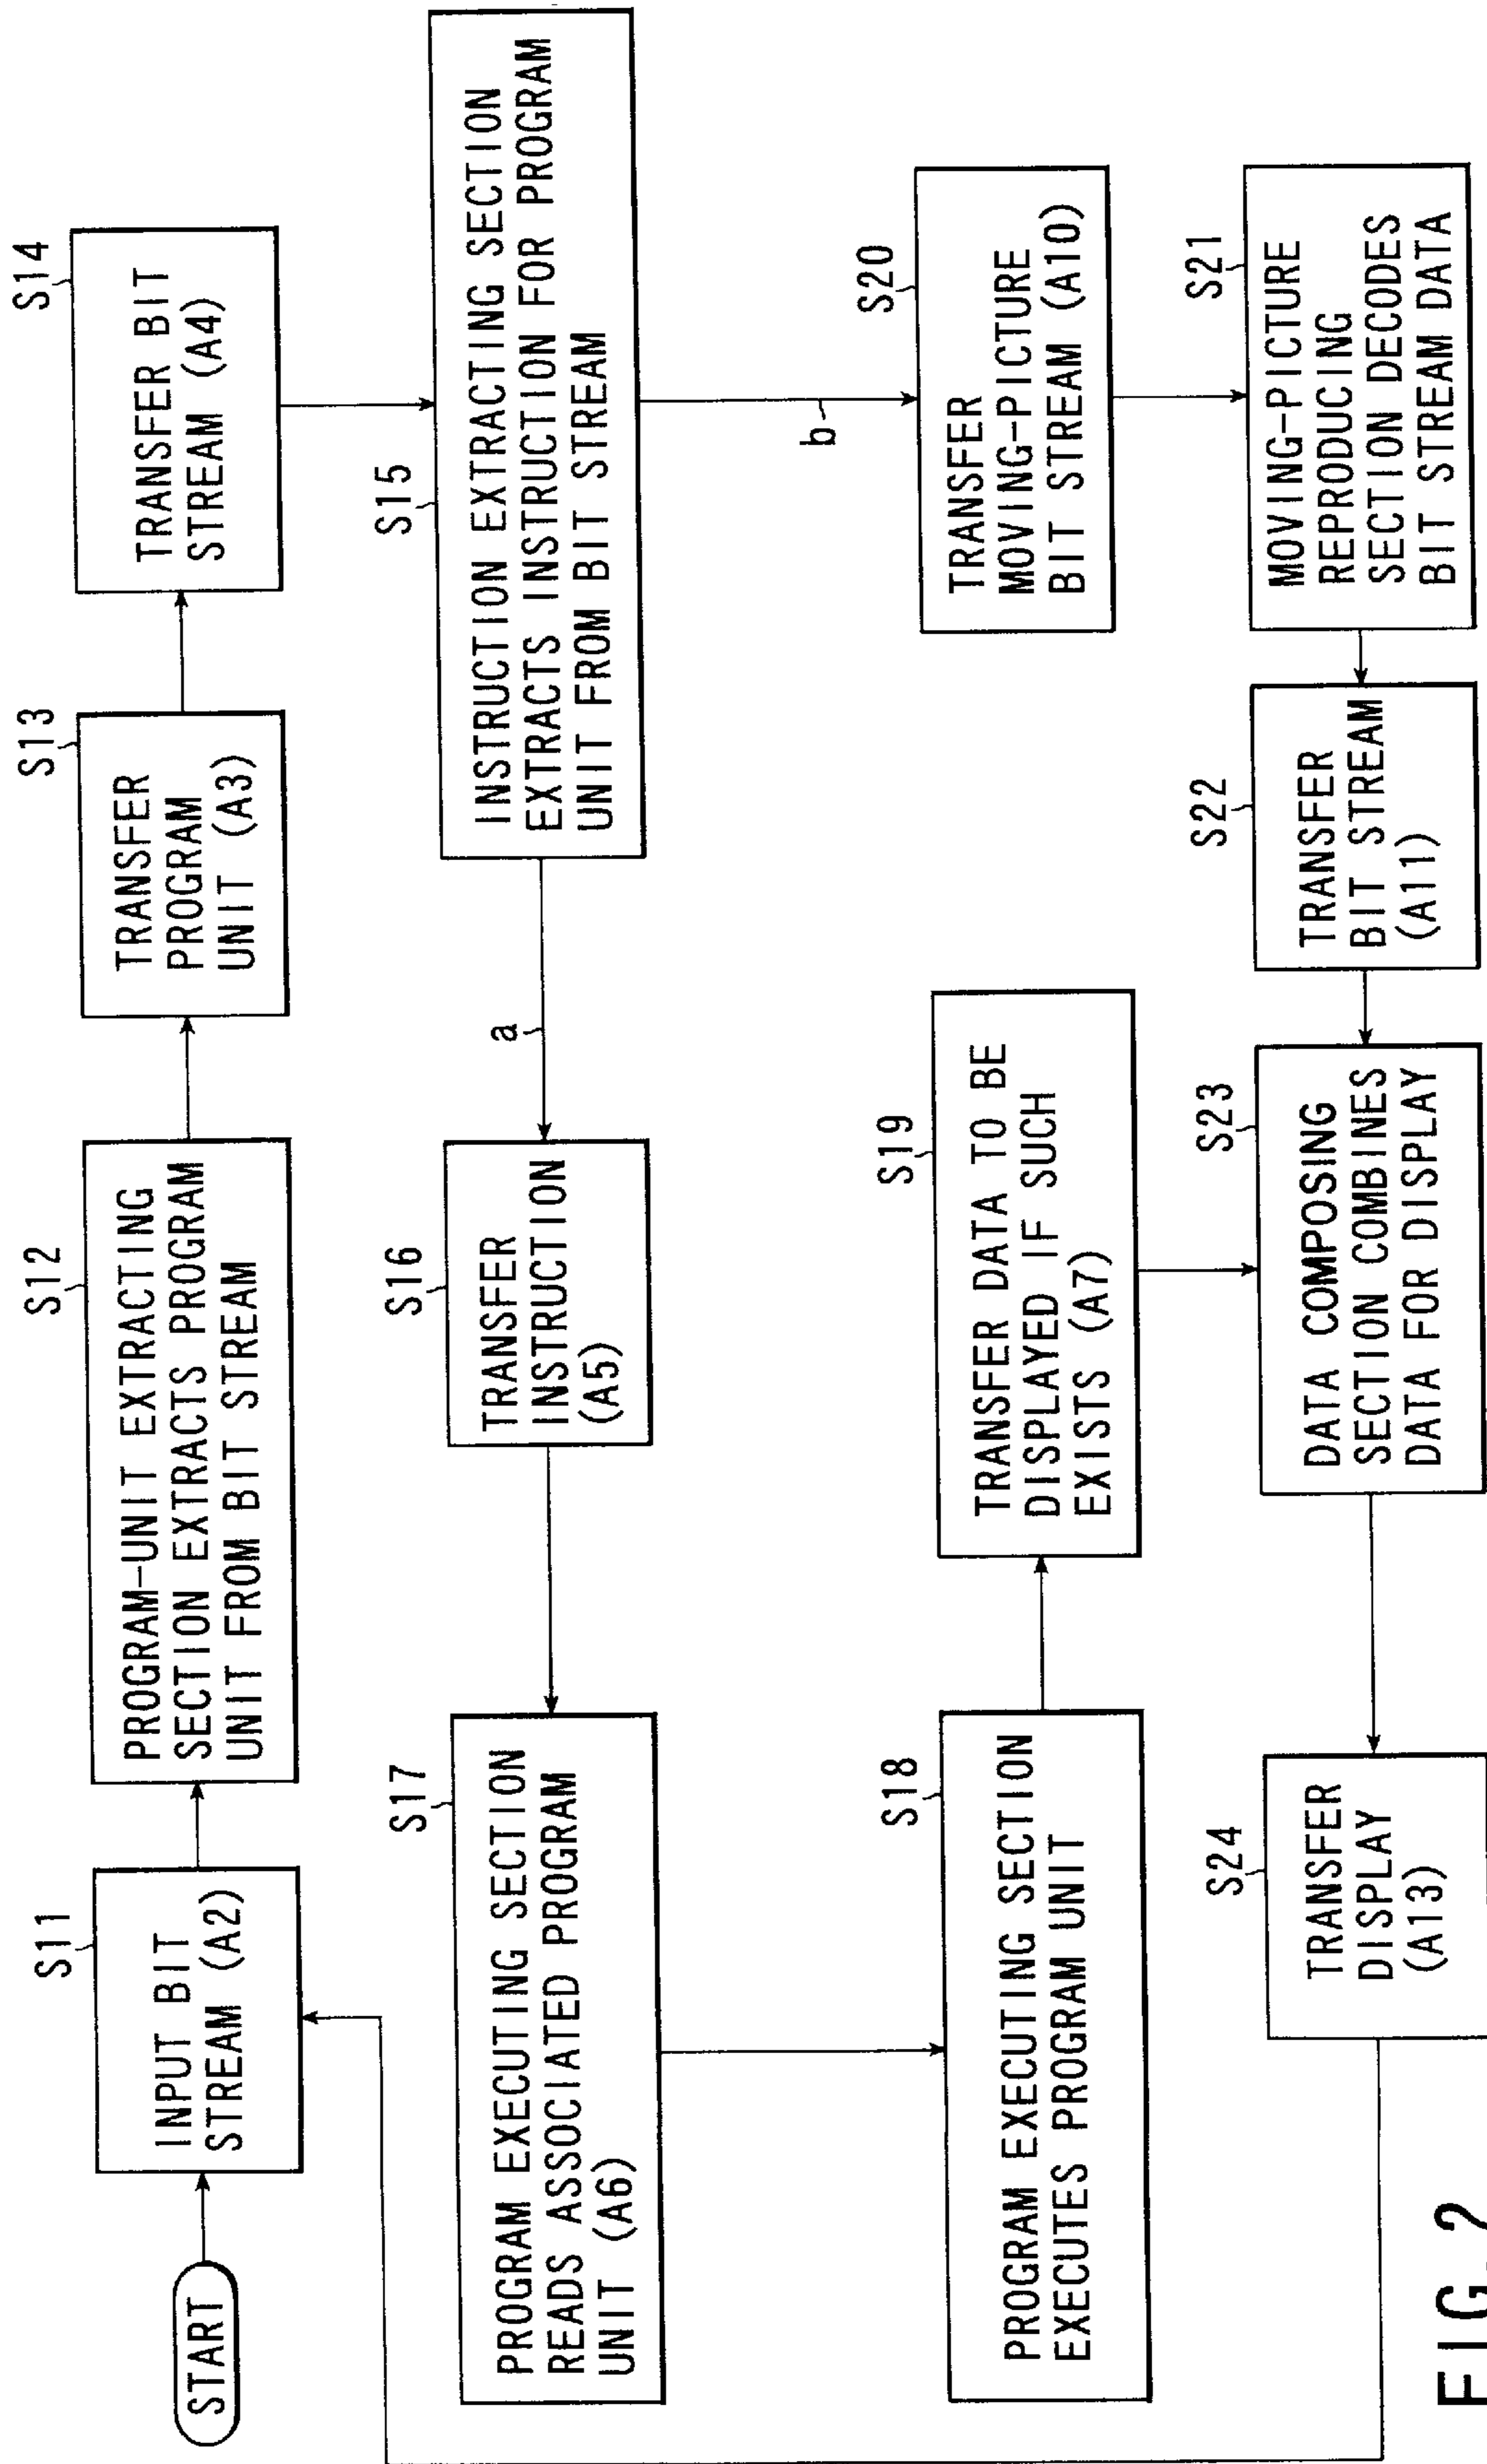 START
S11
INPUT BIT
STREAM (A2)
S12
PROGRAM-UNIT EXTRACTING
SECTION EXTRACTS PROGRAM
UNIT FROM BIT STREAM
S13
TRANSFER
PROGRAM
UNIT (A3)
S14
TRANSFER BIT
STREAM (A4)
S15
INSTRUCTION EXTRACTING SECTION
EXTRACTS INSTRUCTION FOR PROGRAM
UNIT FROM BIT STREAM
a
b
S16
TRANSFER
INSTRUCTION
(A5)
S17
PROGRAM EXECUTING SECTION
READS ASSOCIATED PROGRAM
UNIT (A6)
S18
PROGRAM EXECUTING SECTION
EXECUTES PROGRAM UNIT
S19
TRANSFER DATA TO BE
DISPLAYED IF SUCH
EXISTS (A7)
S20
TRANSFER
MOVING-PICTURE
BIT STREAM (A10)
S21
MOVING-PICTURE
REPRODUCING
SECTION DECODES
BIT STREAM DATA
S22
TRANSFER
BIT STREAM
(A11)
S23
DATA COMPOSING
SECTION COMBINES
DATA FOR DISPLAY
S24
TRANSFER
DISPLAY
(A13)
FIG. 2